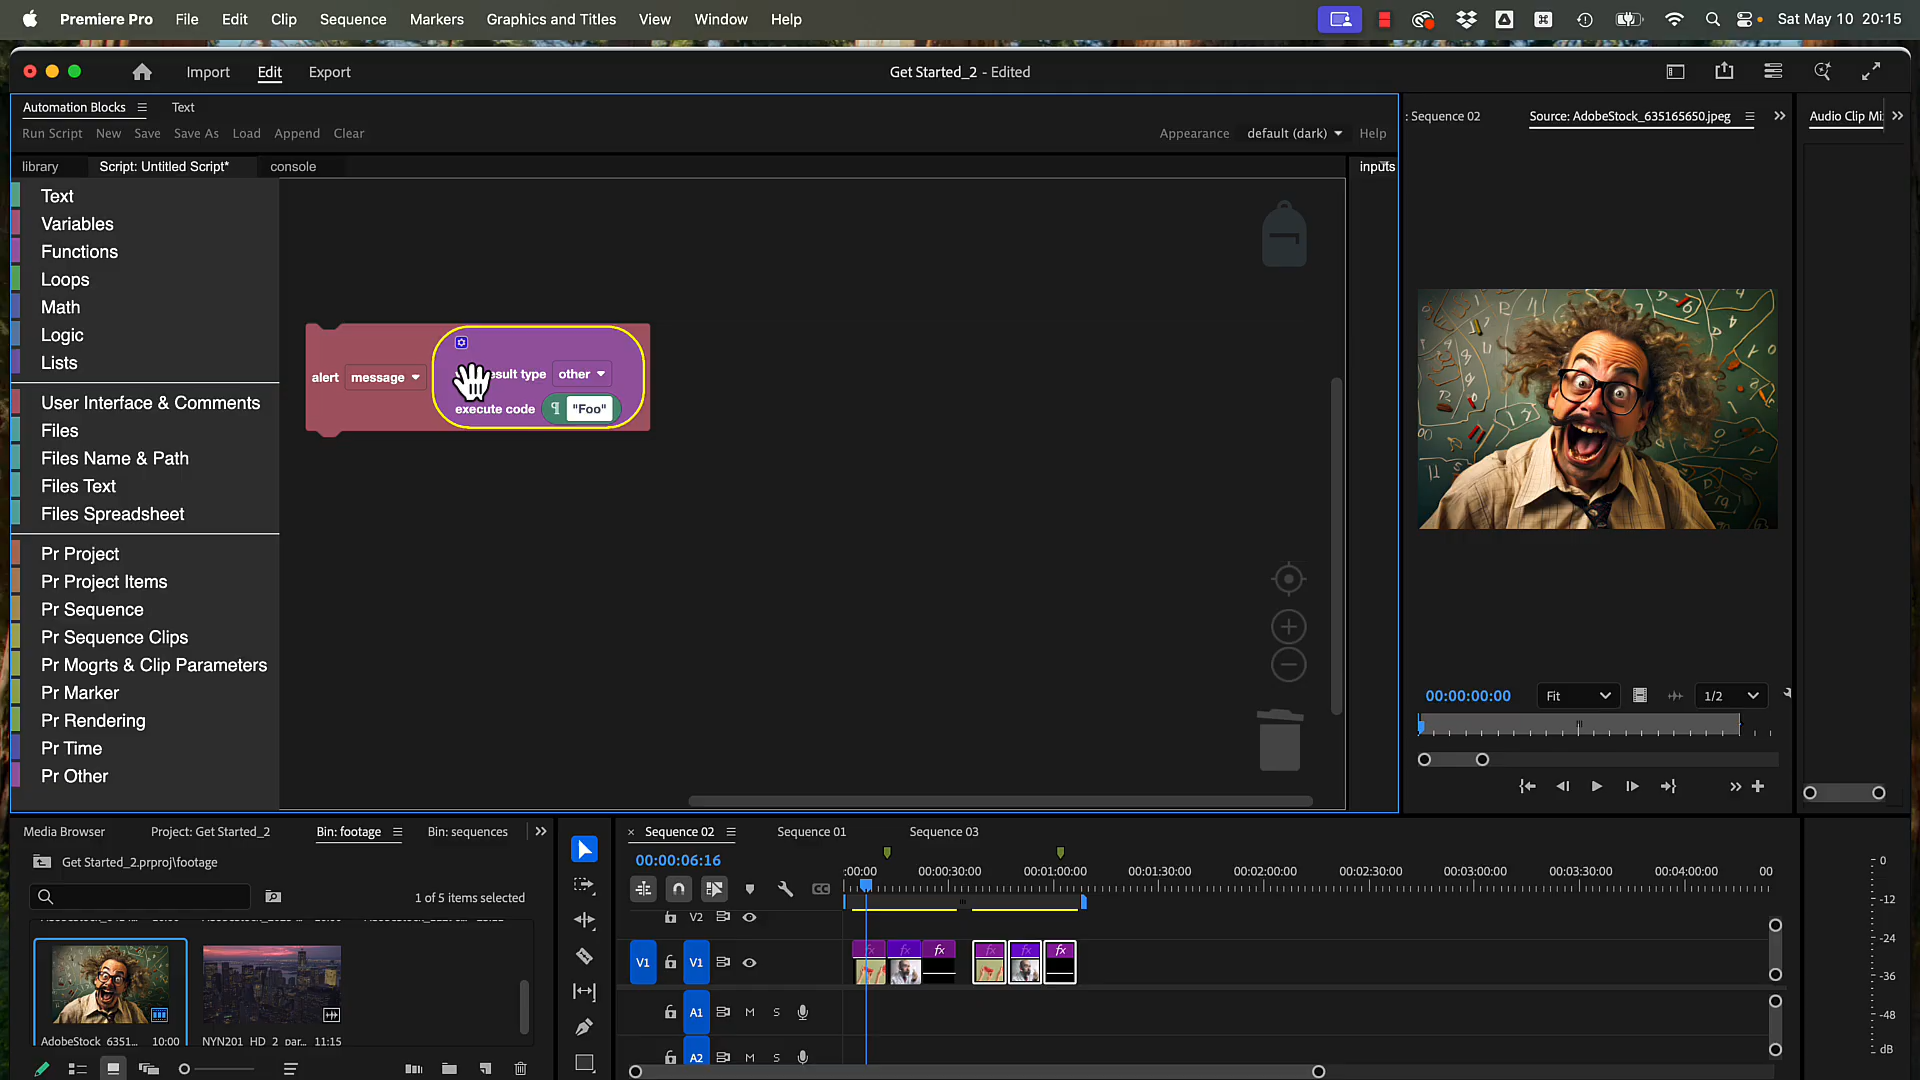 Premiere Pro File Edit Clip Sequence Markers Graphics and Titles View Window Help Sat May 10 20:15
Import Edit Export Get Started_2 - Edited
Automation Blocks Text
: Sequence 02 Source: AdobeStock_635165650.jpeg Audio Clip Mi
Run Script New Save Save As Load Append Clear Appearance default (dark) Help
library Script: Untitled Script* console inputs
Text
Variables
Functions
Loops
Math
Logic
Lists
alert message esult type other
execute code ¶ "Foo"
User Interface & Comments
Files
Files Name & Path
Files Text
Files Spreadsheet
Pr Project
Pr Project Items
Pr Sequence
Pr Sequence Clips
Pr Mogrts & Clip Parameters
Pr Marker
Pr Rendering
Pr Time
Pr Other
00:00:00:00 Fit 1/2
Media Browser Project: Get Started_2 Bin: footage Bin: sequences
Get Started_2.prproj\footage
1 of 5 items selected
AdobeStock_6351... 10:00 NYN201_HD_2_par... 11:15
× Sequence 02 Sequence 01 Sequence 03
00:00:06:16
:00:00 00:00:30:00 00:01:00:00 00:01:30:00 00:02:00:00 00:02:30:00 00:03:00:00 00:03:30:00 00:04:00:00 00
CC
V2
V1 V1 fx fx fx fx fx fx
A1 M S
A2 M S
0
-12
-24
-36
-48
dB